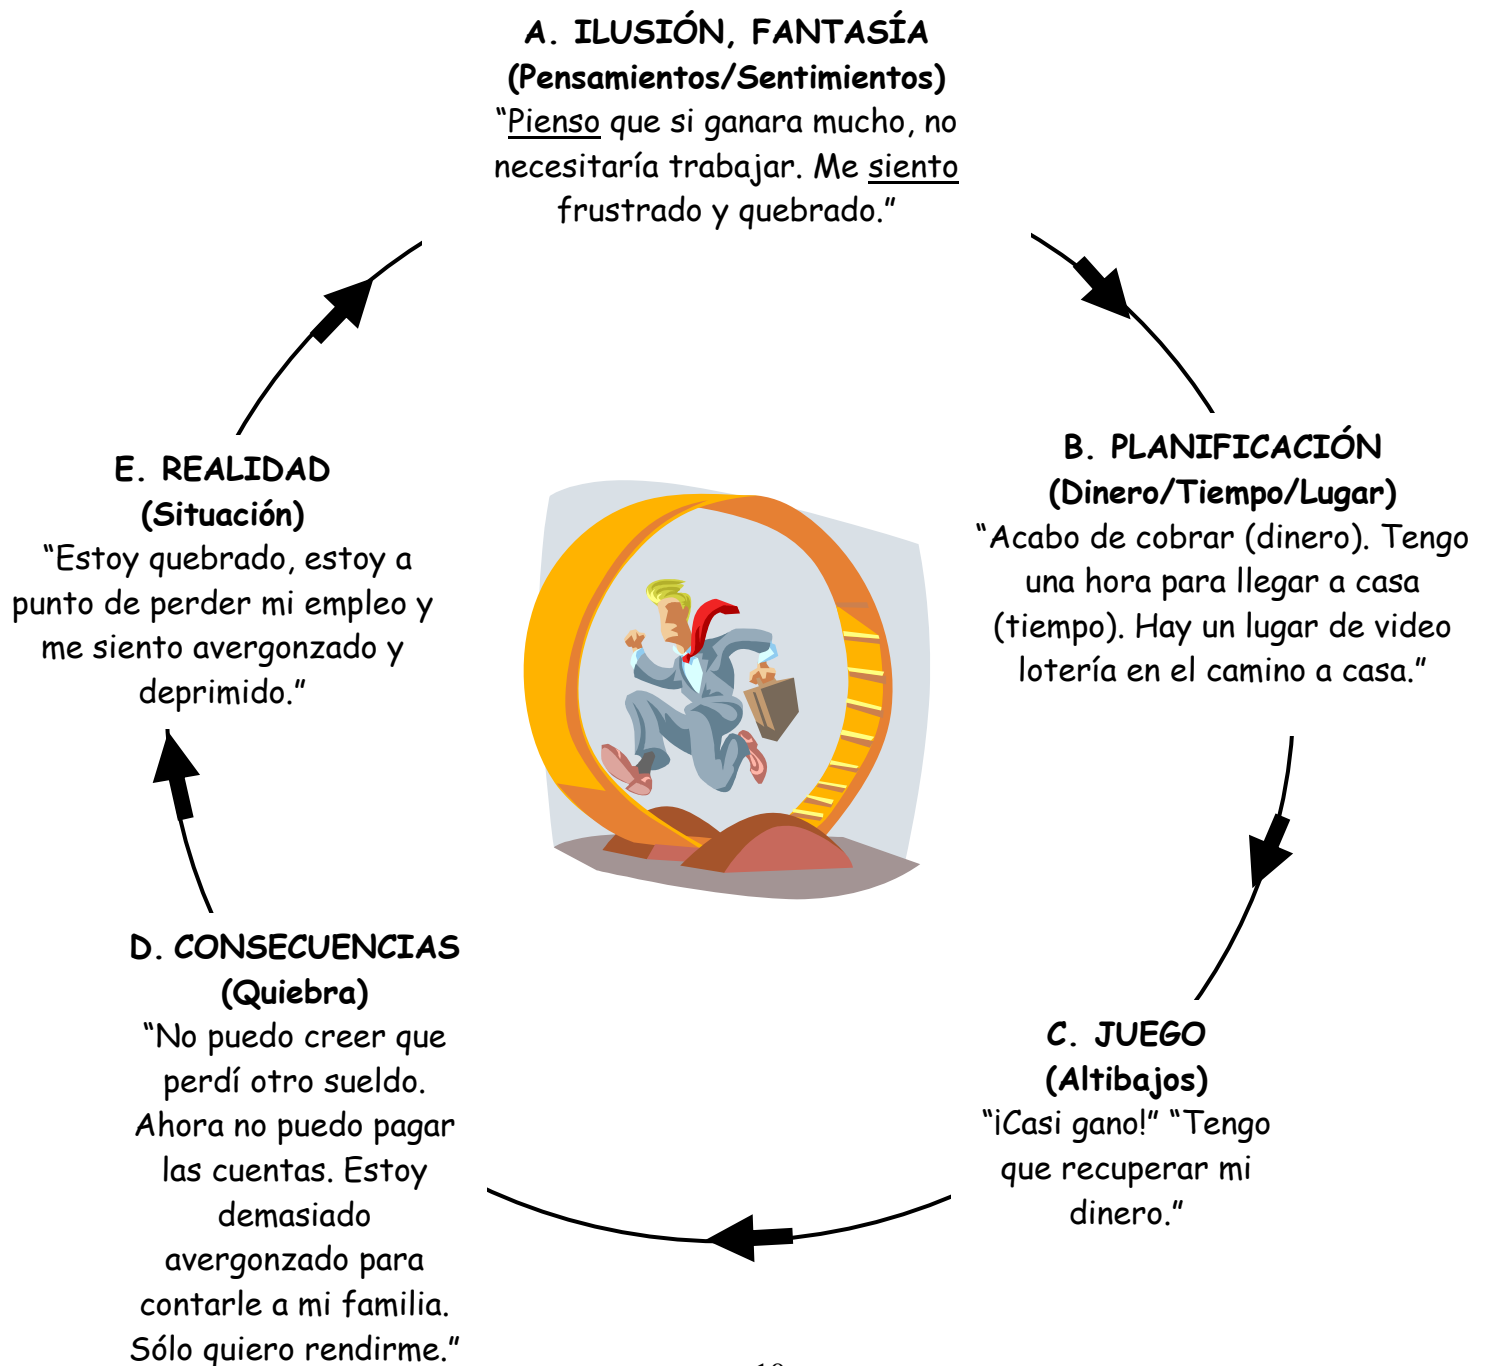 A. ILUSIÓN, FANTASÍA
(Pensamientos/Sentimientos)
“Pienso que si ganara mucho, no
necesitaría trabajar. Me siento
frustrado y quebrado.”
B. PLANIFICACIÓN
(Dinero/Tiempo/Lugar)
“Acabo de cobrar (dinero). Tengo
una hora para llegar a casa
(tiempo). Hay un lugar de video
lotería en el camino a casa.”
C. JUEGO
(Altibajos)
“¡Casi gano!” “Tengo
que recuperar mi
dinero.”
D. CONSECUENCIAS
(Quiebra)
“No puedo creer que
perdí otro sueldo.
Ahora no puedo pagar
las cuentas. Estoy
demasiado
avergonzado para
contarle a mi familia.
Sólo quiero rendirme.”
E. REALIDAD
(Situación)
“Estoy quebrado, estoy a
punto de perder mi empleo y
me siento avergonzado y
deprimido.”